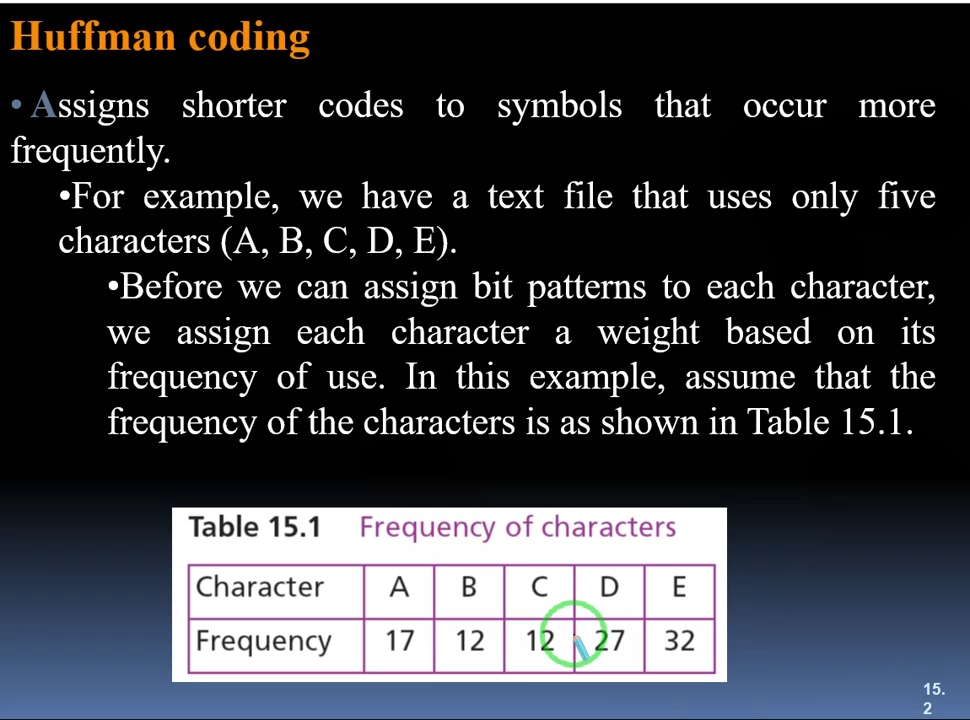 Huffman coding
• Assigns shorter codes to symbols that occur more
frequently.
•For example, we have a text file that uses only five
characters (A, B, C, D, E).
•Before we can assign bit patterns to each character,
we assign each character a weight based on its
frequency of use. In this example, assume that the
frequency of the characters is as shown in Table 15.1.
Table 15.1 Frequency of characters
Character A B C D E
Frequency 17 12 12 27 32
15.
2